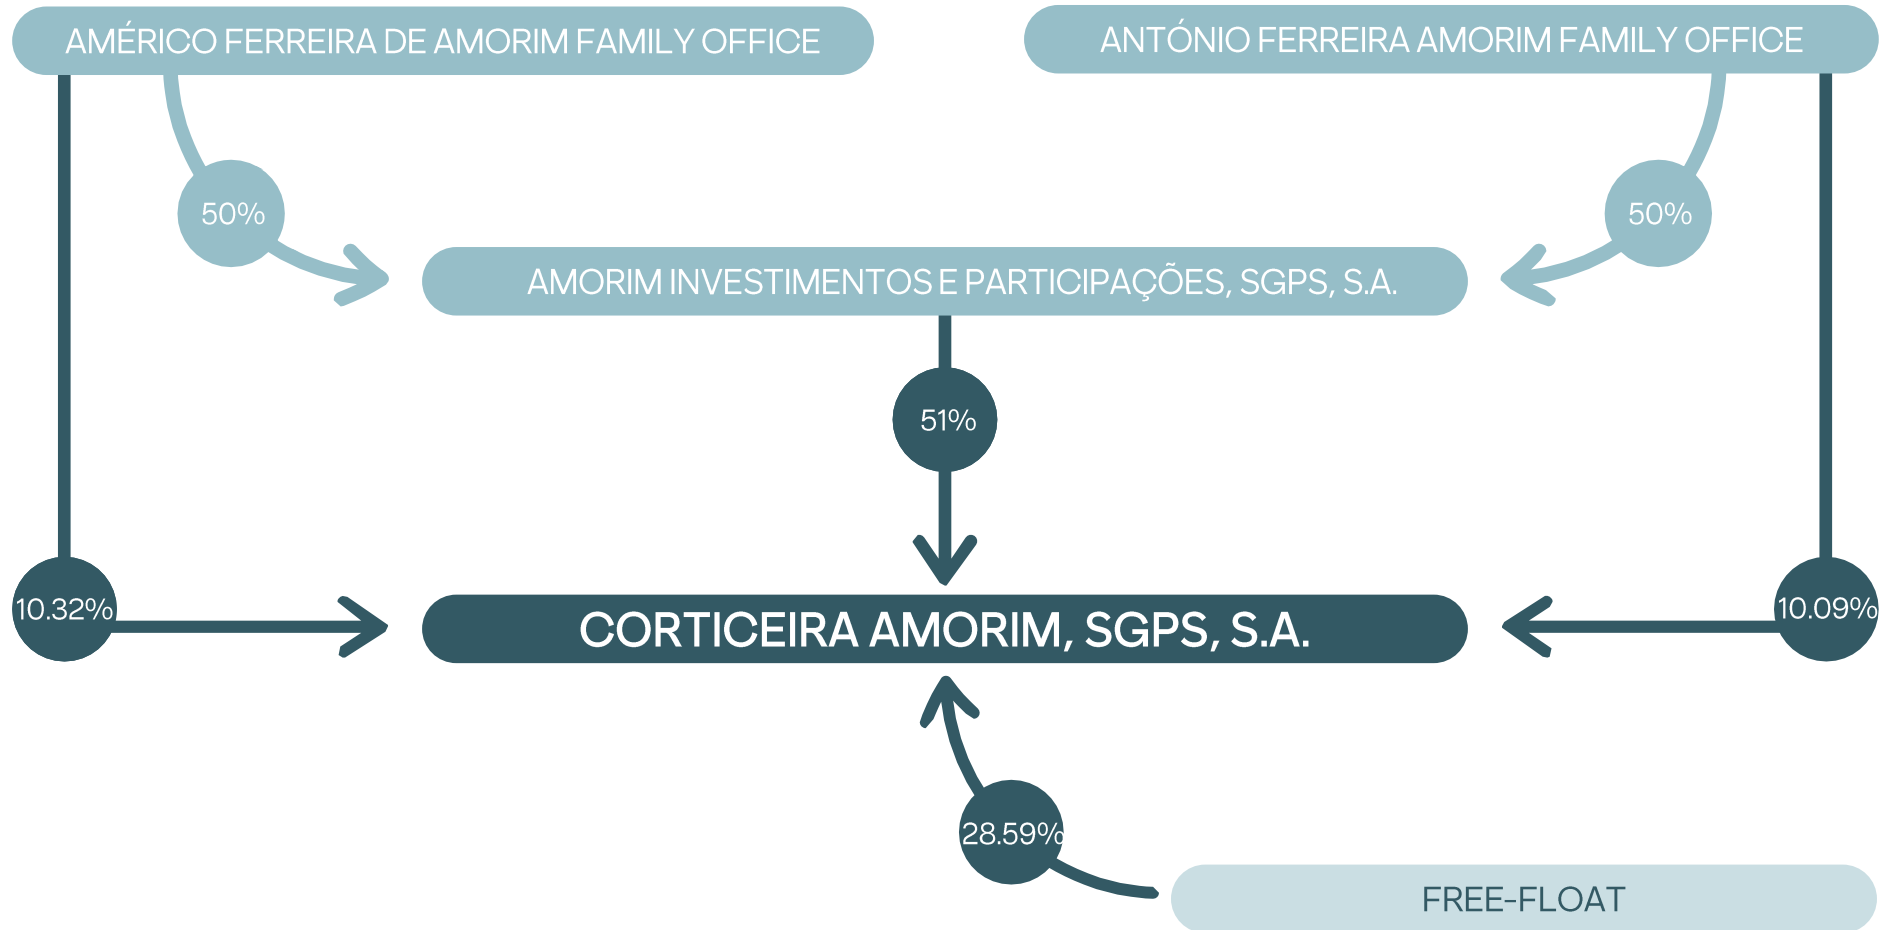 AMÉRICO FERREIRA DE AMORIM FAMILY OFFICE
ANTÓNIO FERREIRA AMORIM FAMILY OFFICE
50%
50%
AMORIM INVESTIMENTOS E PARTICIPAÇÕES, SGPS, S.A.
51%
10.32%
10.09%
CORTICEIRA AMORIM, SGPS, S.A.
28.59%
FREE-FLOAT